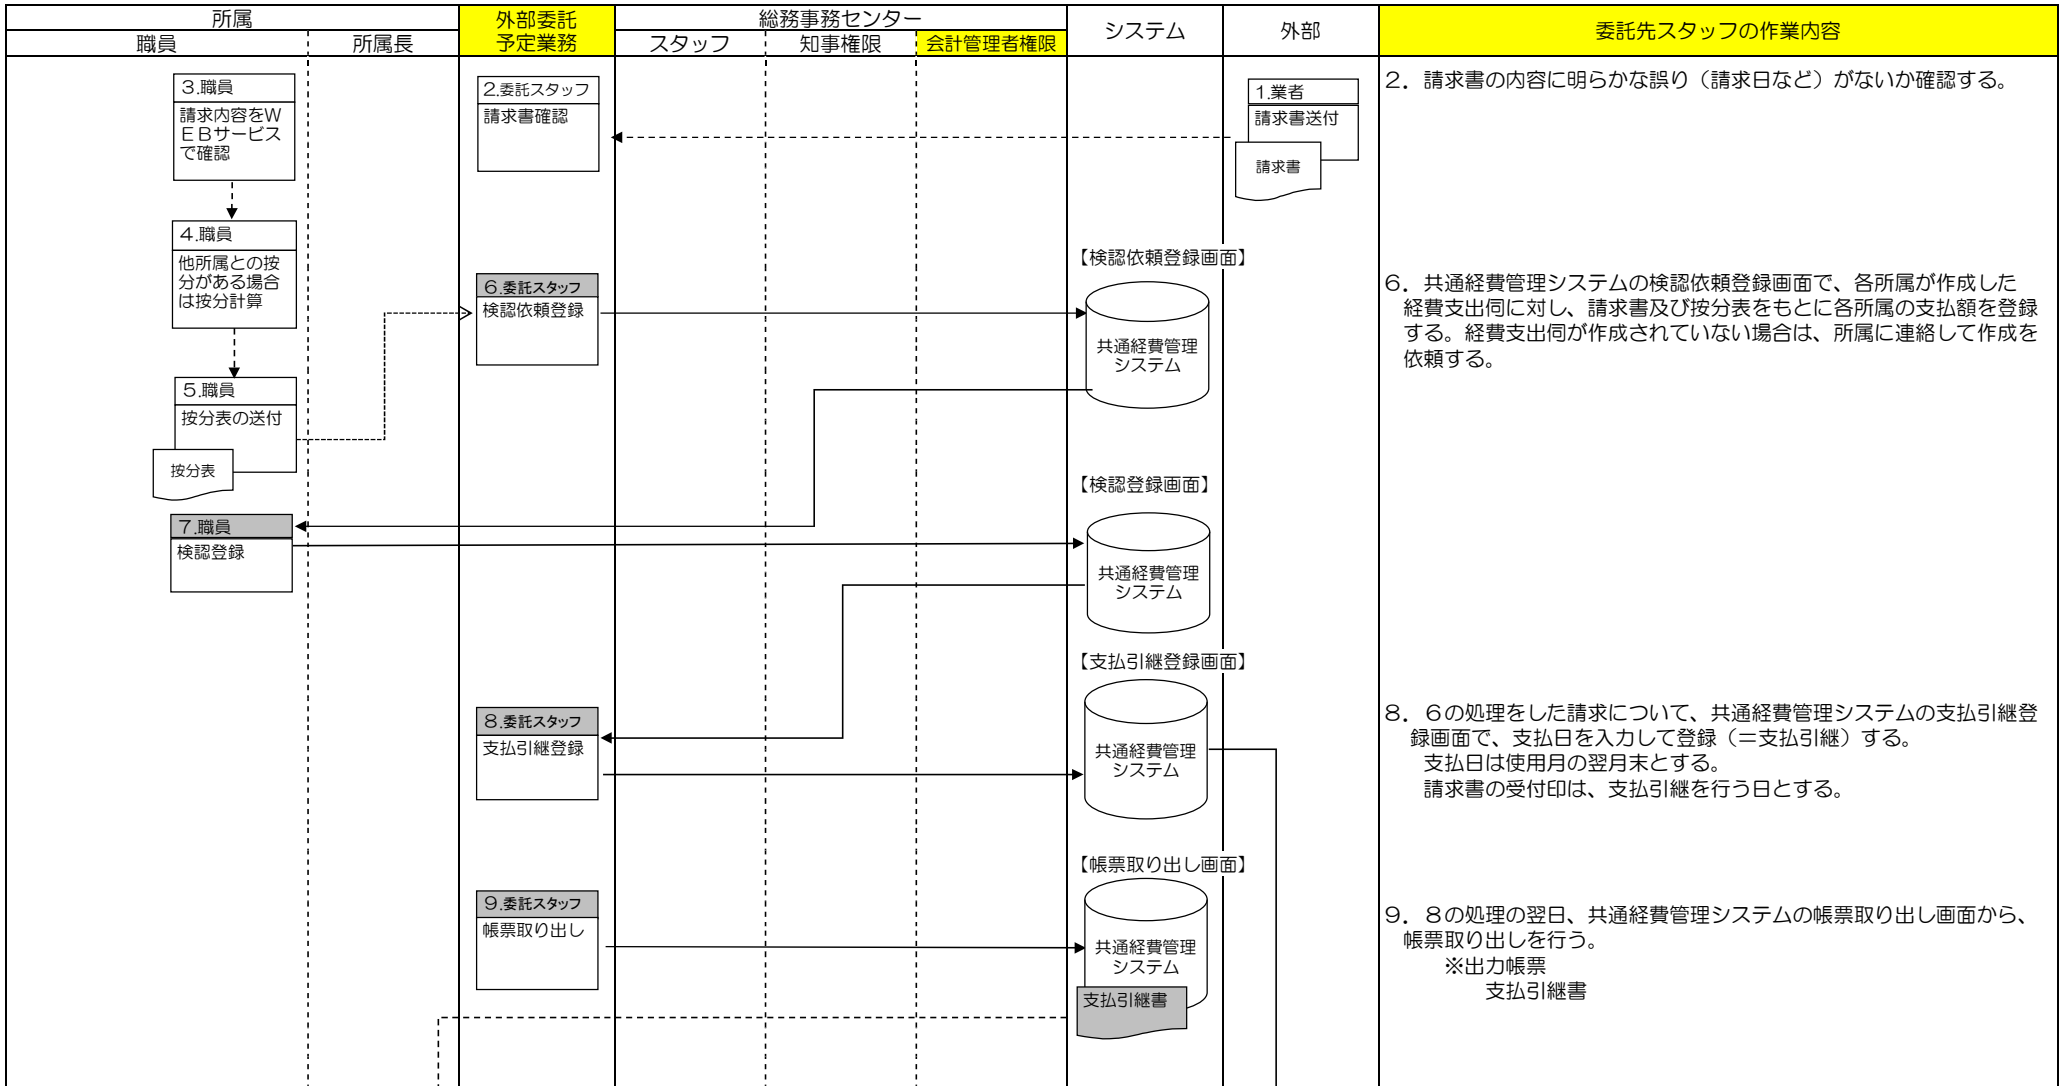 所属
外部委託
予定業務
総務事務センター
システム
外部
委託先スタッフの作業内容
職員
所属長
スタッフ
知事権限
会計管理者権限
3.職員
請求内容をW
EBサービス
で確認
2.委託スタッフ
請求書確認
1.業者
請求書送付
請求書
2．請求書の内容に明らかな誤り（請求日など）がないか確認する。
4.職員
他所属との按
分がある場合
は按分計算
【検認依頼登録画面】
6.委託スタッフ
検認依頼登録
共通経費管理
システム
6．共通経費管理システムの検認依頼登録画面で、各所属が作成した
経費支出伺に対し、請求書及び按分表をもとに各所属の支払額を登録
する。経費支出伺が作成されていない場合は、所属に連絡して作成を
依頼する。
5.職員
按分表の送付
按分表
【検認登録画面】
7.職員
検認登録
共通経費管理
システム
【支払引継登録画面】
8.委託スタッフ
支払引継登録
共通経費管理
システム
8．6の処理をした請求について、共通経費管理システムの支払引継登
録画面で、支払日を入力して登録（＝支払引継）する。
支払日は使用月の翌月末とする。
請求書の受付印は、支払引継を行う日とする。
【帳票取り出し画面】
9.委託スタッフ
帳票取り出し
共通経費管理
システム
支払引継書
9．8の処理の翌日、共通経費管理システムの帳票取り出し画面から、
帳票取り出しを行う。
※出力帳票
支払引継書